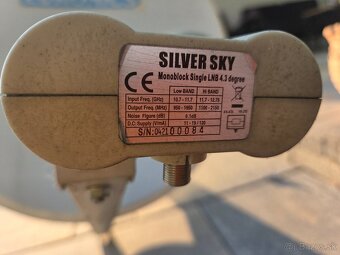 SILVER SKY
Monoblock Single LNB 4.3 degree
CE
Low BAND Hi BAND
Input Freq. (GHz) 10.7 - 11.7 11.7 - 12.75
Output Freq. (MHz) 950 - 1950 1100 - 2150
Noise Figure (dB) 0.1dB
D.C. Supply (V/mA)
S/N:042100084